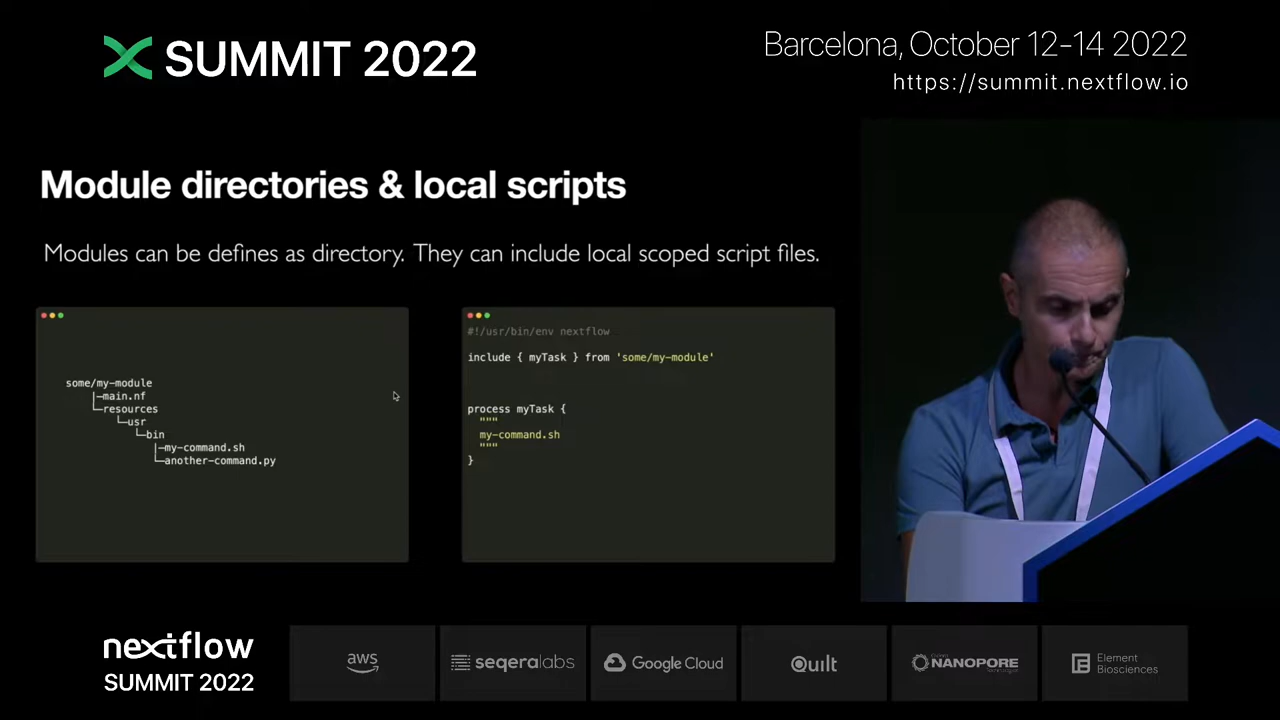 SUMMIT 2022
Barcelona, October 12-14 2022
https://summit.nextflow.io
Module directories & local scripts
Modules can be defines as directory. They can include local scoped script files.
some/my-module
|—main.nf
└─resources
└─usr
└─bin
|—my-command.sh
└─another-command.py
#!/usr/bin/env nextflow
include { myTask } from 'some/my-module'
process myTask {
"""
my-command.sh
"""
}
nextflow
SUMMIT 2022
aws
seqeralabs
Google Cloud
Quilt
NANOPORE
Element
Biosciences